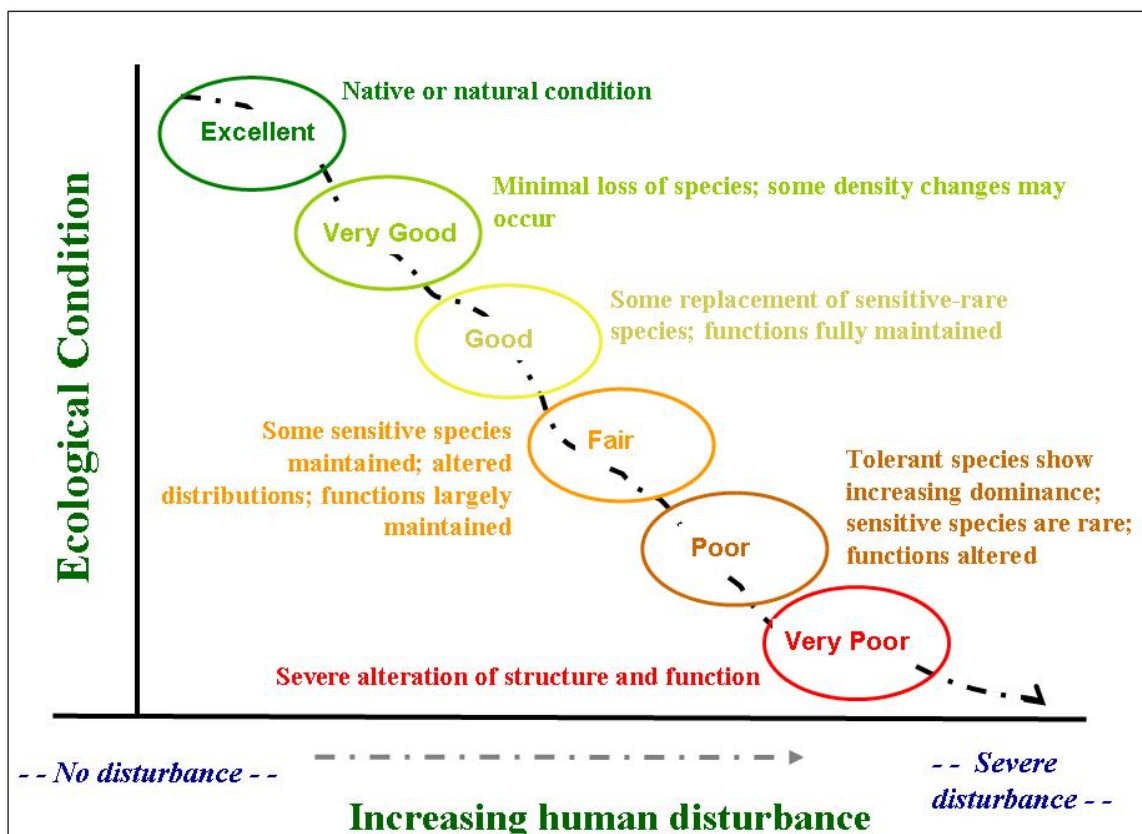 Ecological Condition
Excellent
Native or natural condition
Very Good
Minimal loss of species; some density changes may
occur
Good
Some replacement of sensitive-rare
species; functions fully maintained
Fair
Some sensitive species
maintained; altered
distributions; functions largely
maintained
Poor
Tolerant species show
increasing dominance;
sensitive species are rare;
functions altered
Very Poor
Severe alteration of structure and function
- - No disturbance - -
- - Severe
disturbance - -
Increasing human disturbance